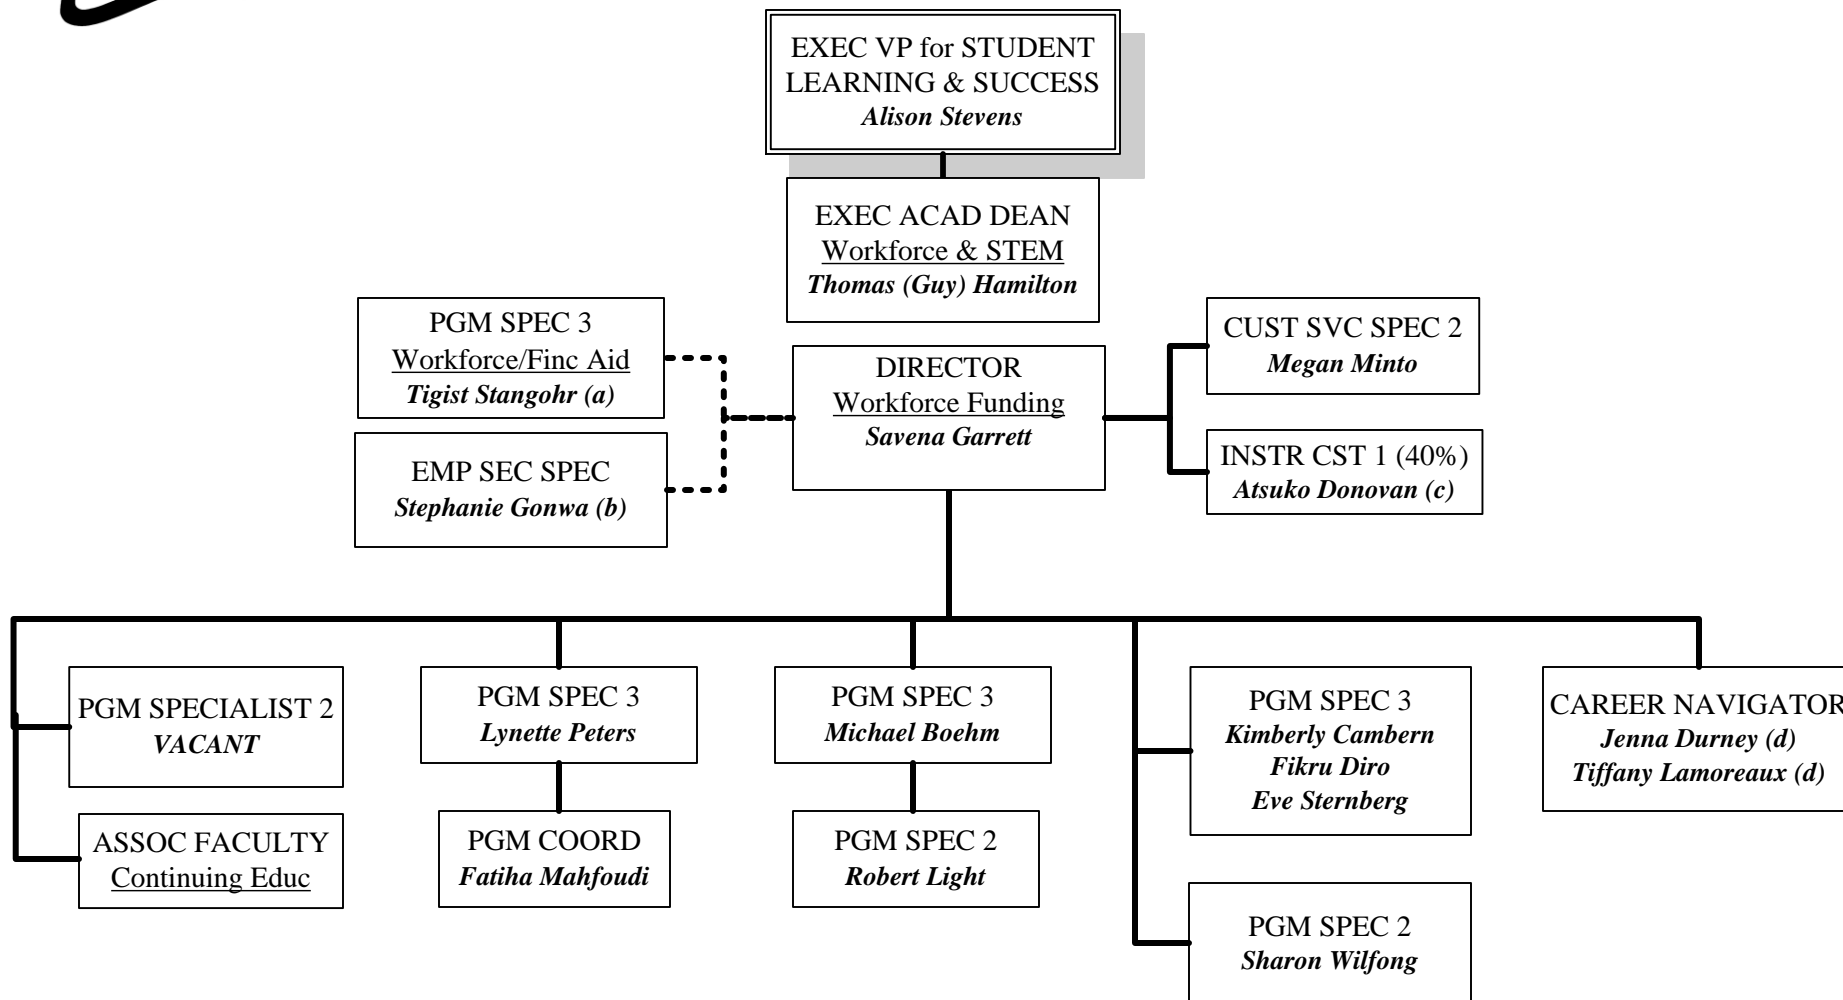 EXEC VP for STUDENT
LEARNING & SUCCESS
Alison Stevens
EXEC ACAD DEAN
Workforce & STEM
Thomas (Guy) Hamilton
PGM SPEC 3
Workforce/Finc Aid
Tigist Stangohr (a)
EMP SEC SPEC
Stephanie Gonwa (b)
DIRECTOR
Workforce Funding
Savena Garrett
CUST SVC SPEC 2
Megan Minto
INSTR CST 1 (40%)
Atsuko Donovan (c)
PGM SPECIALIST 2
VACANT
ASSOC FACULTY
Continuing Educ
PGM SPEC 3
Lynette Peters
PGM COORD
Fatiha Mahfoudi
PGM SPEC 3
Michael Boehm
PGM SPEC 2
Robert Light
PGM SPEC 3
Kimberly Cambern
Fikru Diro
Eve Sternberg
PGM SPEC 2
Sharon Wilfong
CAREER NAVIGATOR
Jenna Durney (d)
Tiffany Lamoreaux (d)